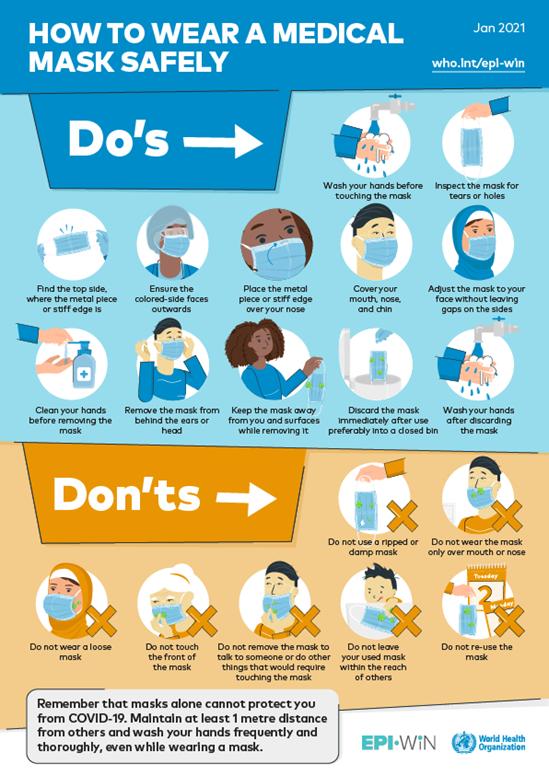 HOW TO WEAR A MEDICAL
MASK SAFELY
Jan 2021
who.int/epi-win
Do's
Wash your hands before
touching the mask
Inspect the mask for
tears or holes
Find the top side,
where the metal piece
or stiff edge is
Ensure the
colored-side faces
outwards
Place the metal
piece or stiff edge
over your nose
Cover your
mouth, nose,
and chin
Adjust the mask to your
face without leaving
gaps on the sides
Clean your hands
before removing the
mask
Remove the mask from
behind the ears or
head
Keep the mask away
from you and surfaces
while removing it
Discard the mask
immediately after use
preferably into a closed bin
Wash your hands
after discarding
the mask
Don'ts
Do not use a ripped or
damp mask
Do not wear the mask
only over mouth or nose
Do not wear a loose
mask
Do not touch
the front of
the mask
Do not remove the mask to
talk to someone or do other
things that would require
touching the mask
Do not leave
your used mask
within the reach
of others
Tuesday
2
Do not re-use the
mask
Remember that masks alone cannot protect you
from COVID-19. Maintain at least 1 metre distance
from others and wash your hands frequently and
thoroughly, even while wearing a mask.
EPI•WiN
World Health
Organization